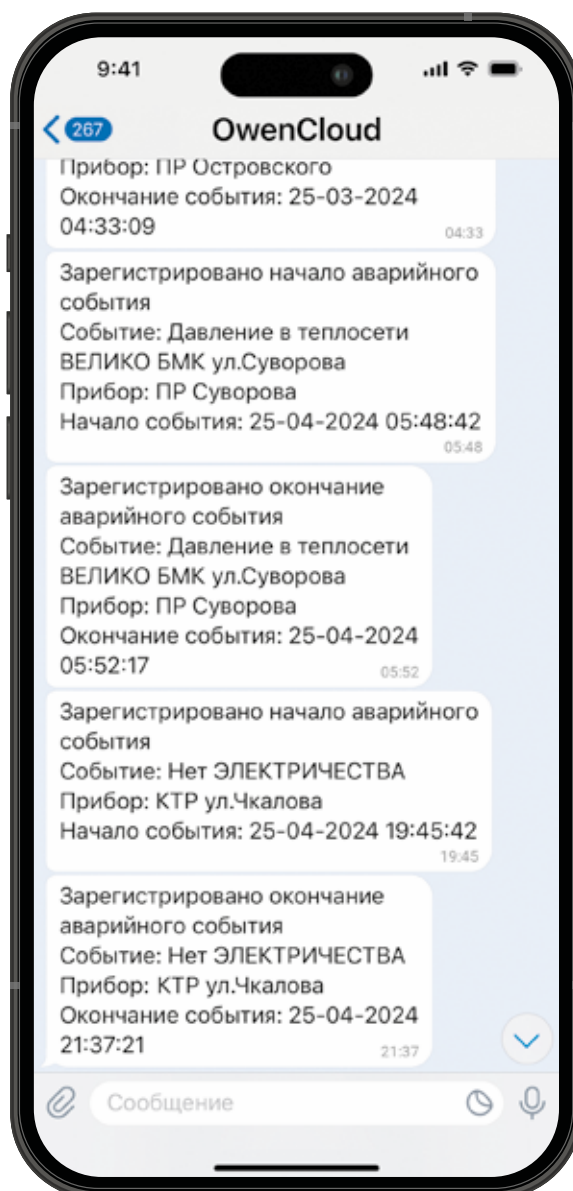 9:41
267
OwenCloud
Прибор: ПР Островского
Окончание события: 25-03-2024
04:33:09
04:33
Зарегистрировано начало аварийного
события
Событие: Давление в теплосети
ВЕЛИКО БМК ул.Суворова
Прибор: ПР Суворова
Начало события: 25-04-2024 05:48:42
05:48
Зарегистрировано окончание
аварийного события
Событие: Давление в теплосети
ВЕЛИКО БМК ул.Суворова
Прибор: ПР Суворова
Окончание события: 25-04-2024
05:52:17
05:52
Зарегистрировано начало аварийного
события
Событие: Нет ЭЛЕКТРИЧЕСТВА
Прибор: КТР ул.Чкалова
Начало события: 25-04-2024 19:45:42
19:45
Зарегистрировано окончание
аварийного события
Событие: Нет ЭЛЕКТРИЧЕСТВА
Прибор: КТР ул.Чкалова
Окончание события: 25-04-2024
21:37:21
21:37
Сообщение